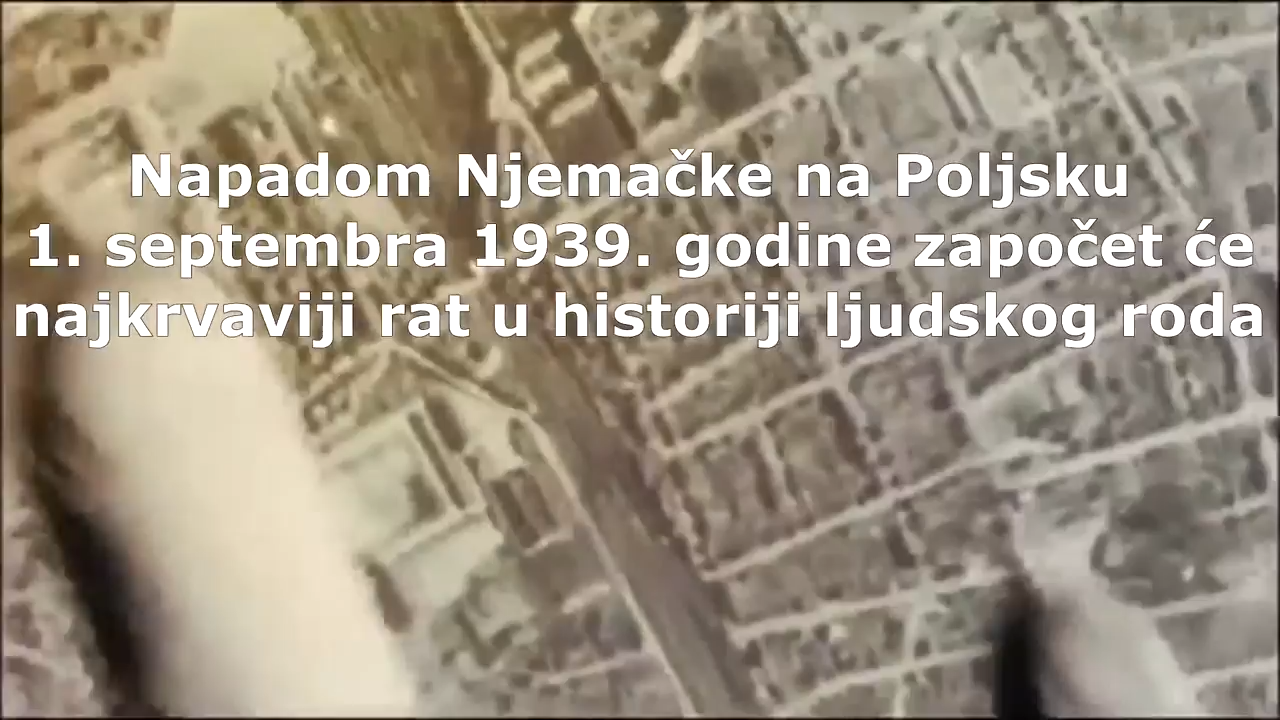 Napadom Njemačke na Poljsku
1. septembra 1939. godine započet će
najkrvaviji rat u historiji ljudskog roda